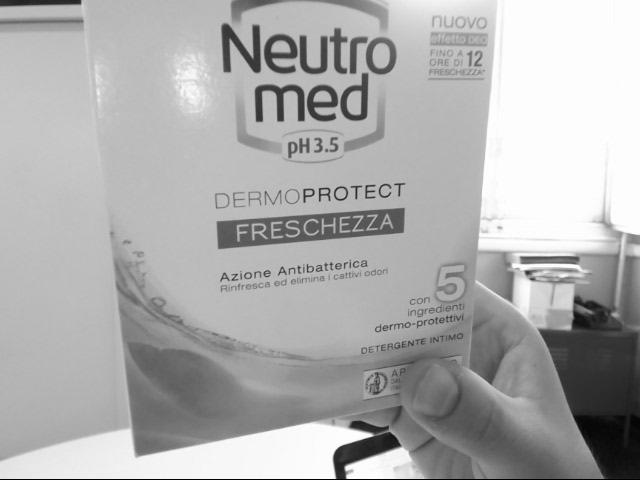 Neutro
med
pH 3.5
nuovo
effetto DEO
FINO A
ORE DI 12
FRESCHEZZA*
DERMOPROTECT
FRESCHEZZA
Azione Antibatterica
Rinfresca ed elimina i cattivi odori
con 5
ingredienti
dermo-protettivi
DETERGENTE INTIMO